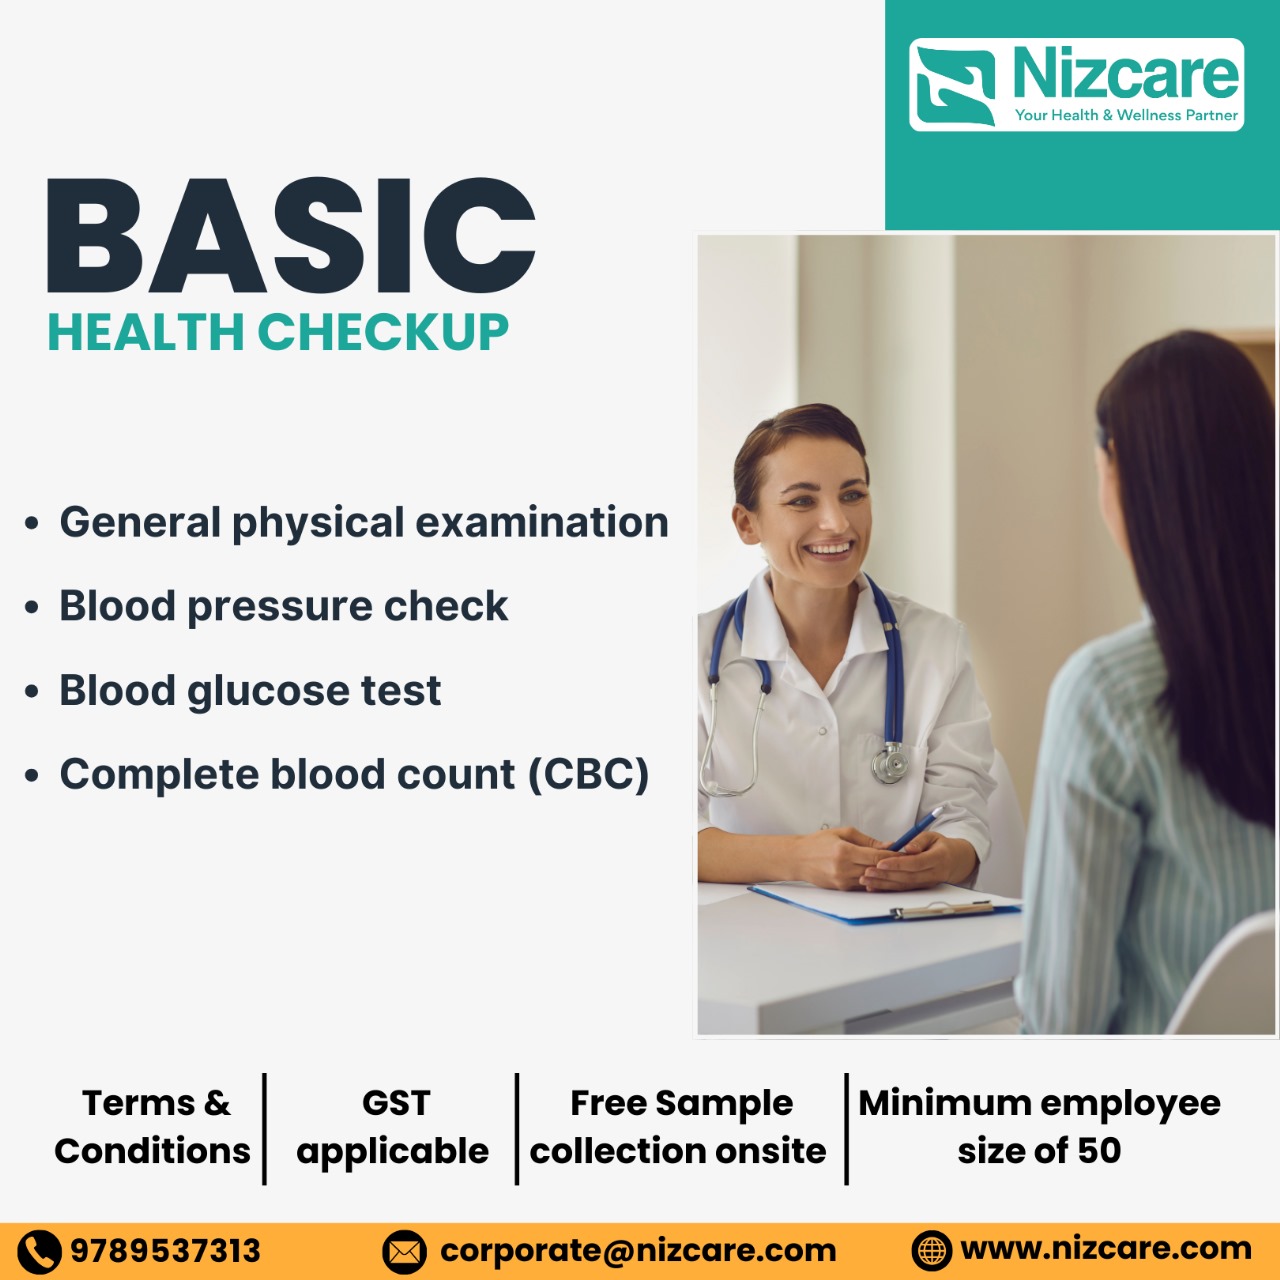 Nizcare
Your Health & Wellness Partner
BASIC
HEALTH CHECKUP
• General physical examination
• Blood pressure check
• Blood glucose test
• Complete blood count (CBC)
Terms &
Conditions
GST
applicable
Free Sample
collection onsite
Minimum employee
size of 50
9789537313
corporate@nizcare.com
www.nizcare.com